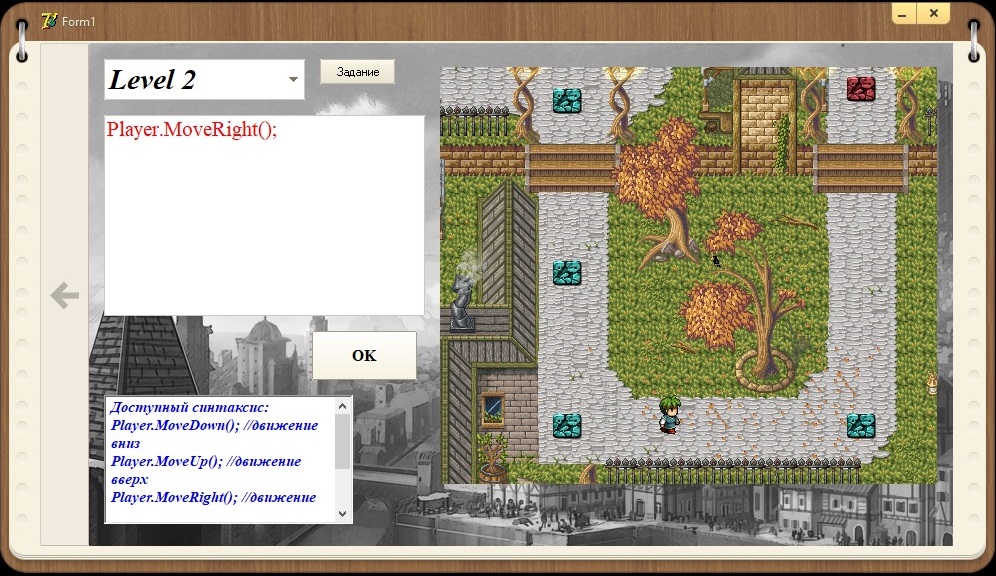 Form1
Level 2
Задание
Player.MoveRight();
OK
Доступный синтаксис:
Player.MoveDown(); //движение
вниз
Player.MoveUp(); //движение
вверх
Player.MoveRight(); //движение